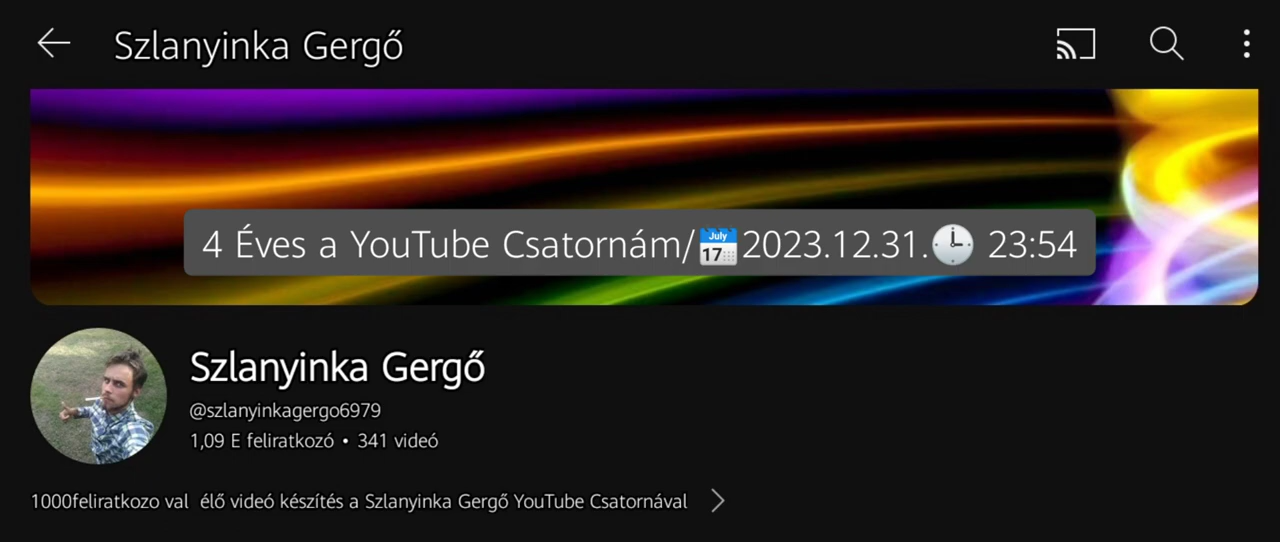 Szlanyinka Gergő
4 Éves a YouTube Csatornám/📅2023.12.31.🕒 23:54
Szlanyinka Gergő
@szlanyinkagergo6979
1,09 E feliratkozó • 341 videó
1000feliratkozo val élő videó készítés a Szlanyinka Gergő YouTube Csatornával